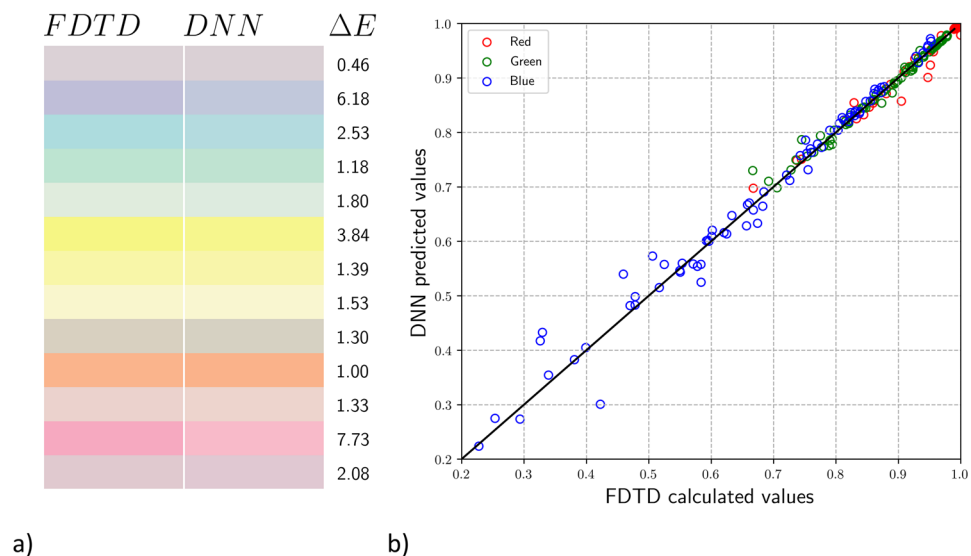 FDTD DNN ΔE
0.46
6.18
2.53
1.18
1.80
3.84
1.39
1.53
1.30
1.00
1.33
7.73
2.08
a)
1.0
0.9
0.8
0.7
0.6
0.5
0.4
0.3
0.2
DNN predicted values
Red
Green
Blue
0.2 0.3 0.4 0.5 0.6 0.7 0.8 0.9 1.0
FDTD calculated values
b)